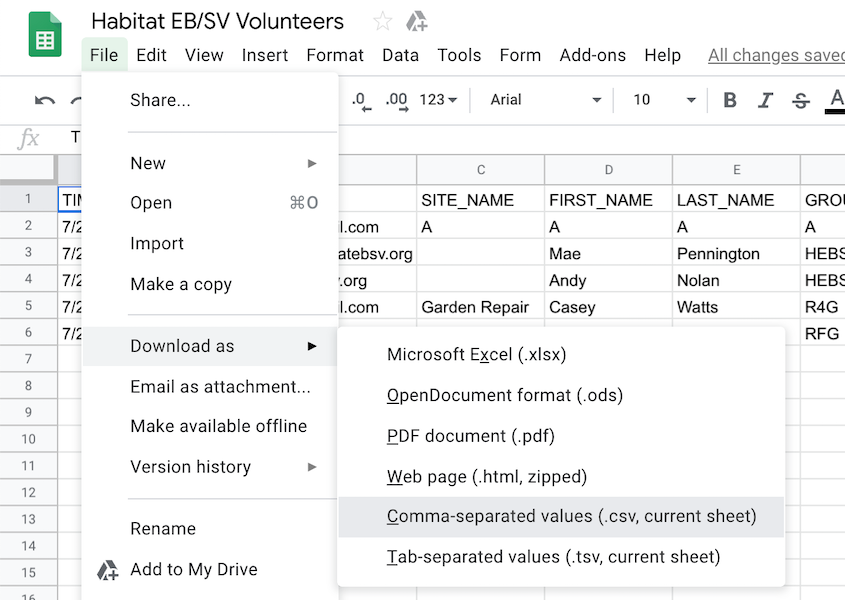 Habitat EB/SV Volunteers
File Edit View Insert Format Data Tools Form Add-ons Help All changes saved
.0 .00 123 Arial 10 B I S A
fx T
C D E
1 TIM SITE_NAME FIRST_NAME LAST_NAME GROU
2 7/2 ll.com A A A A
3 7/2 atebsv.org Mae Pennington HEBS
4 7/2 v.org Andy Nolan HEBS
5 7/2 ll.com Garden Repair Casey Watts R4G
6 7/2 RFG
7
8
9
10
11
12
13
14
15
16
Share...
New
Open ⌘O
Import
Make a copy
Download as
Email as attachment...
Make available offline
Version history
Rename
Add to My Drive
Microsoft Excel (.xlsx)
OpenDocument format (.ods)
PDF document (.pdf)
Web page (.html, zipped)
Comma-separated values (.csv, current sheet)
Tab-separated values (.tsv, current sheet)